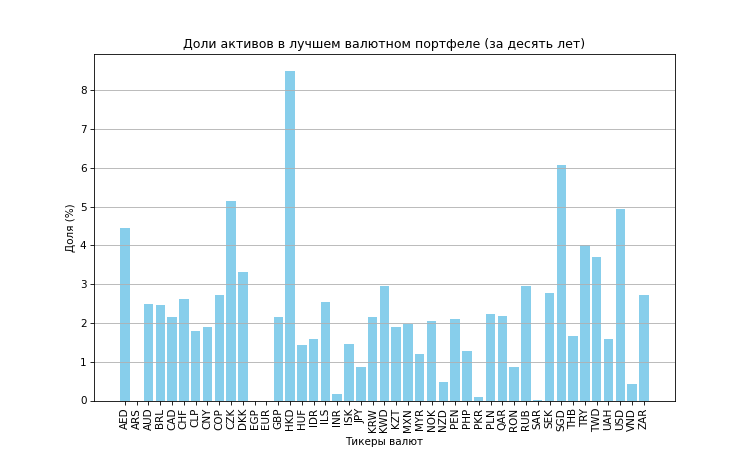 Доли активов в лучшем валютном портфеле (за десять лет)
Доля (%)
8
7
6
5
4
3
2
1
0
AED ARS AUD BRL CAD CHF CLP CNY COP CZK DKK EGP EUR GBP HKD HUF IDR ILS INR ISK JPY KRW KWD KZT MXN MYR NOK NZD PEN PHP PKR PLN QAR RON RUB SAR SEK SGD THB TRY TWD UAH USD VND ZAR
Тикеры валют